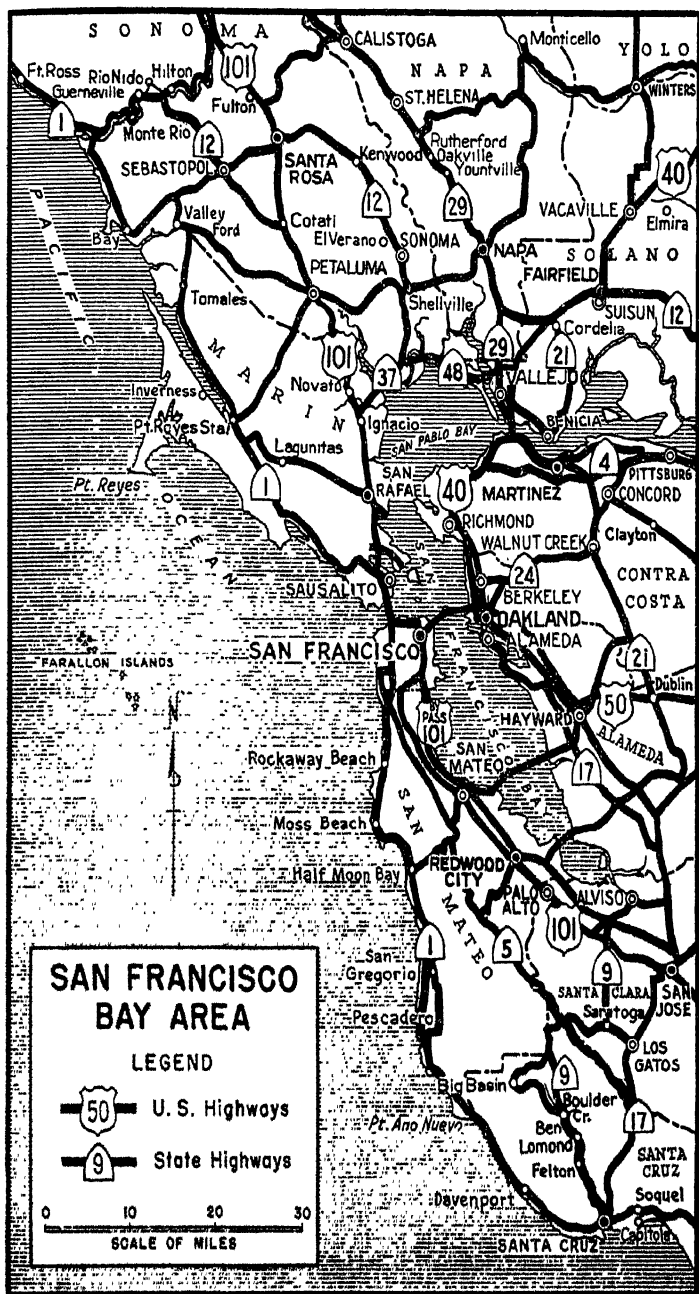 SONOMA
CALISTOGA
Monticello
YOLO
Ft. Ross
Rio Nido
Hilton
101
NAPA
Guerneville
Fulton
ST. HELENA
WINTERS
1
Monte Rio
12
Rutherford
Oakville
Yountville
SEBASTOPOL
SANTA
ROSA
Kenwood
40
PACIFIC
12
29
VACAVILLE
Elmira
Bay
Valley
Ford
Cotati
El Verano
SONOMA
NAPA
SOLANO
PETALUMA
FAIRFIELD
Tomales
Shellville
SUISUN
12
MARIN
101
Cordelia
29
21
37
48
Novato
VALLEJO
Inverness
Ignacio
BENICIA
Pt. Reyes Sta.
SAN PABLO BAY
Lagunitas
4
Pt. Reyes
1
SAN
RAFAEL
40
MARTINEZ
PITTSBURG
CONCORD
OCEAN
RICHMOND
WALNUT CREEK
Clayton
SAN
24
CONTRA
COSTA
SAUSALITO
BERKELEY
OAKLAND
SAN FRANCISCO
ALAMEDA
FRANCISCO
21
FARALLON ISLANDS
50
Dublin
N
BY
PASS
101
HAYWARD
ALAMEDA
SAN
MATEO
17
Rockaway Beach
BAY
SAN
Moss Beach
REDWOOD
CITY
Half Moon Bay
PALO
ALTO
ALVISO
MATEO
101
1
5
San
Gregorio
9
SANTA CLARA
SAN
JOSE
Saratoga
Pescadero
LOS
GATOS
Big Basin
9
Boulder
Cr.
Pt. Ano Nuevo
Ben
Lomond
17
Felton
SANTA
CRUZ
Davenport
Soquel
SANTA CRUZ
Capitola
SAN FRANCISCO
BAY AREA
LEGEND
50 U.S. Highways
9 State Highways
0 10 20 30
SCALE OF MILES